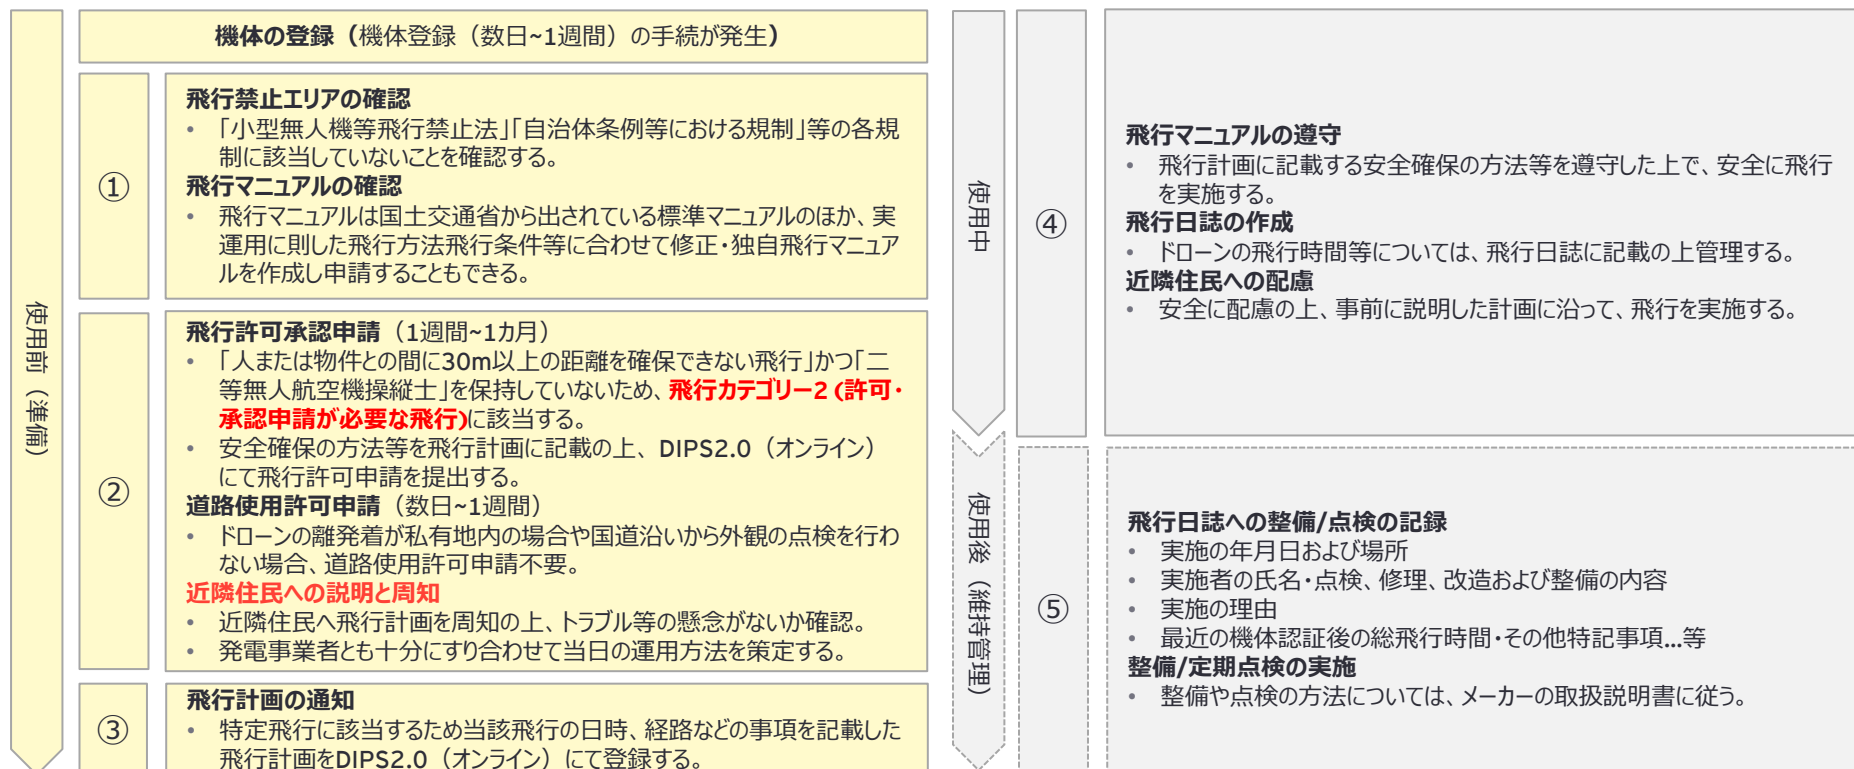 使用前（準備）
機体の登録（機体登録（数日~1週間）の手続が発生）
①
飛行禁止エリアの確認
• 「小型無人機等飛行禁止法」「自治体条例等における規制」等の各規
制に該当していないことを確認する。
飛行マニュアルの確認
• 飛行マニュアルは国土交通省から出されている標準マニュアルのほか、実
運用に則した飛行方法飛行条件等に合わせて修正・独自飛行マニュア
ルを作成し申請することもできる。
②
飛行許可承認申請（1週間~1カ月）
• 「人または物件との間に30m以上の距離を確保できない飛行」かつ「二
等無人航空機操縦士」を保持していないため、飛行カテゴリー2 (許可・
承認申請が必要な飛行)に該当する。
• 安全確保の方法等を飛行計画に記載の上、 DIPS2.0（オンライン）
にて飛行許可申請を提出する。
道路使用許可申請（数日~1週間）
• ドローンの離発着が私有地内の場合や国道沿いから外観の点検を行わ
ない場合、道路使用許可申請不要。
近隣住民への説明と周知
• 近隣住民へ飛行計画を周知の上、トラブル等の懸念がないか確認。
• 発電事業者とも十分にすり合わせて当日の運用方法を策定する。
③
飛行計画の通知
• 特定飛行に該当するため当該飛行の日時、経路などの事項を記載した
飛行計画をDIPS2.0（オンライン）にて登録する。
使用中
④
飛行マニュアルの遵守
• 飛行計画に記載する安全確保の方法等を遵守した上で、安全に飛行
を実施する。
飛行日誌の作成
• ドローンの飛行時間等については、飛行日誌に記載の上管理する。
近隣住民への配慮
• 安全に配慮の上、事前に説明した計画に沿って、飛行を実施する。
使用後（維持管理）
⑤
飛行日誌への整備/点検の記録
• 実施の年月日および場所
• 実施者の氏名・点検、修理、改造および整備の内容
• 実施の理由
• 最近の機体認証後の総飛行時間・その他特記事項...等
整備/定期点検の実施
• 整備や点検の方法については、メーカーの取扱説明書に従う。